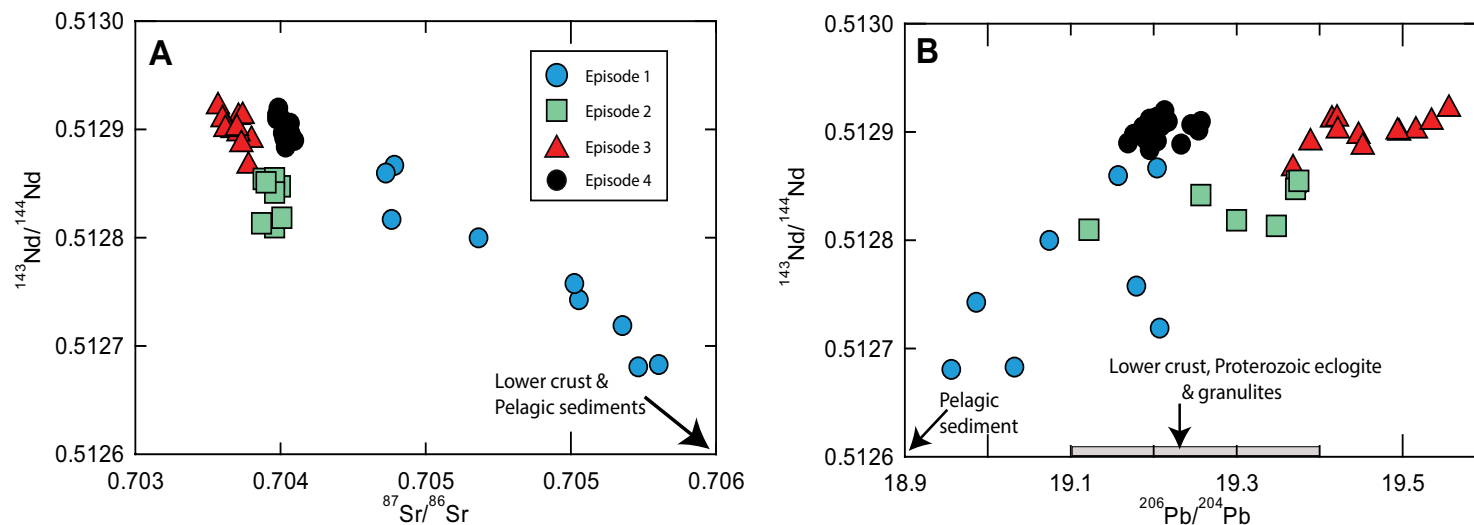 A
0.5130
0.5129
0.5128
0.5127
0.5126
143Nd/ 144Nd
Episode 1
Episode 2
Episode 3
Episode 4
Lower crust &
Pelagic sediments
0.703
0.704
0.705
0.705
0.706
87Sr/86Sr
B
0.5130
0.5129
0.5128
0.5127
0.5126
143Nd/ 144Nd
Lower crust, Proterozoic eclogite
& granulites
Pelagic
sediment
18.9
19.1
19.3
19.5
206Pb/204Pb